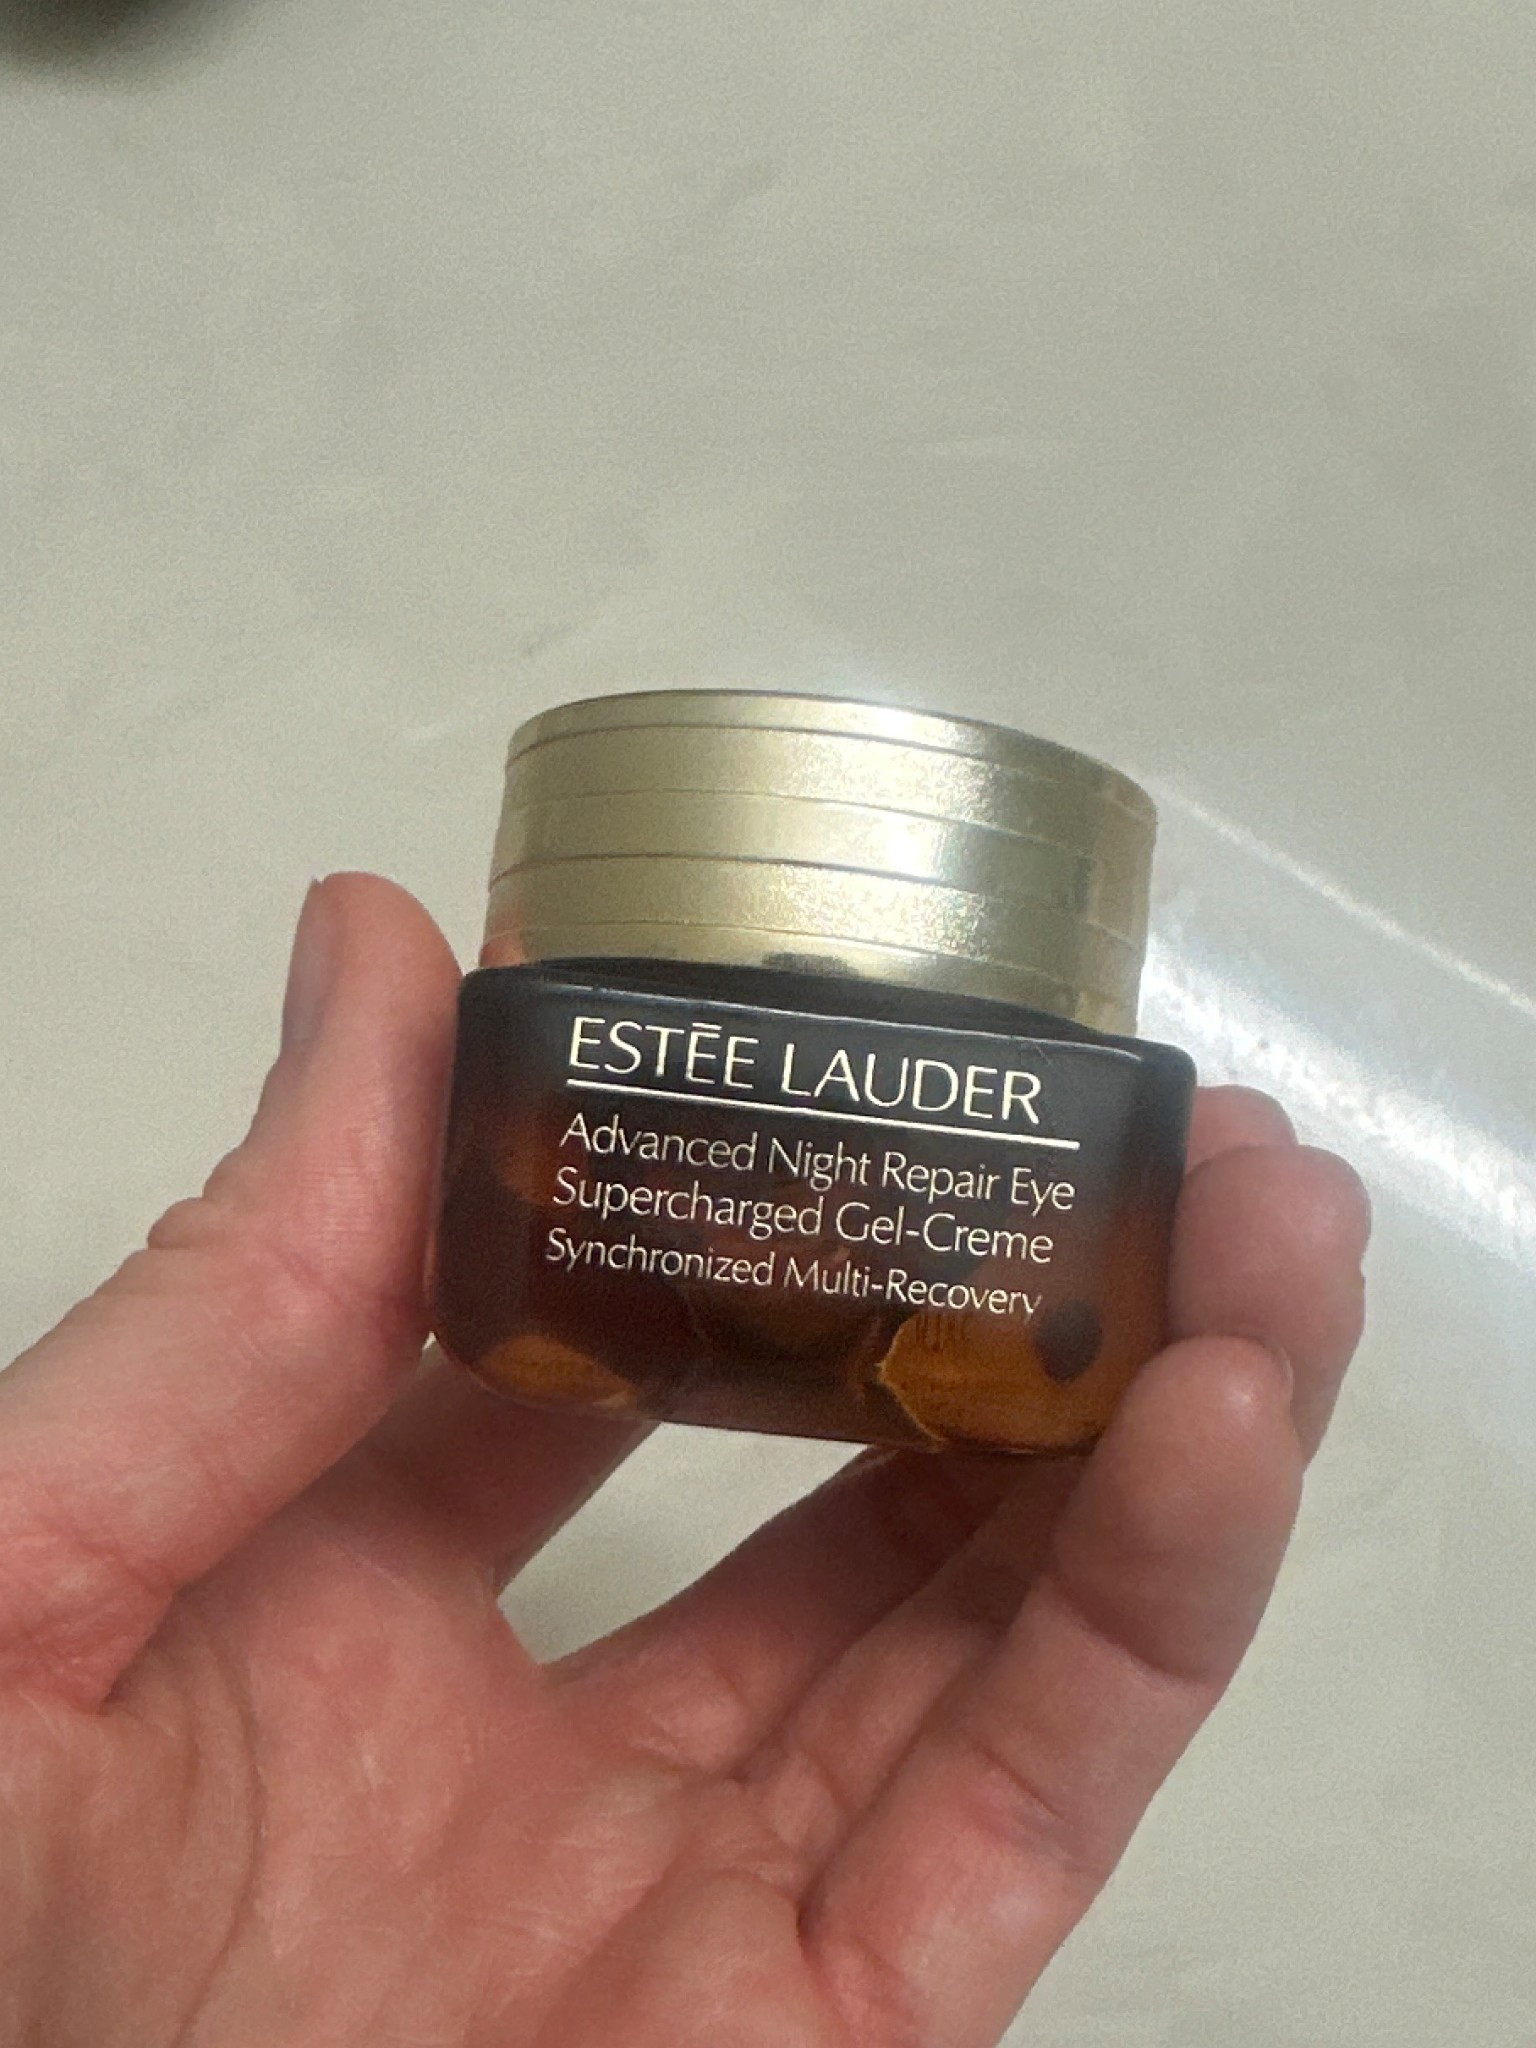 ESTĒE LAUDER
Advanced Night Repair Eye
Supercharged Gel-Creme
Synchronized Multi-Recovery